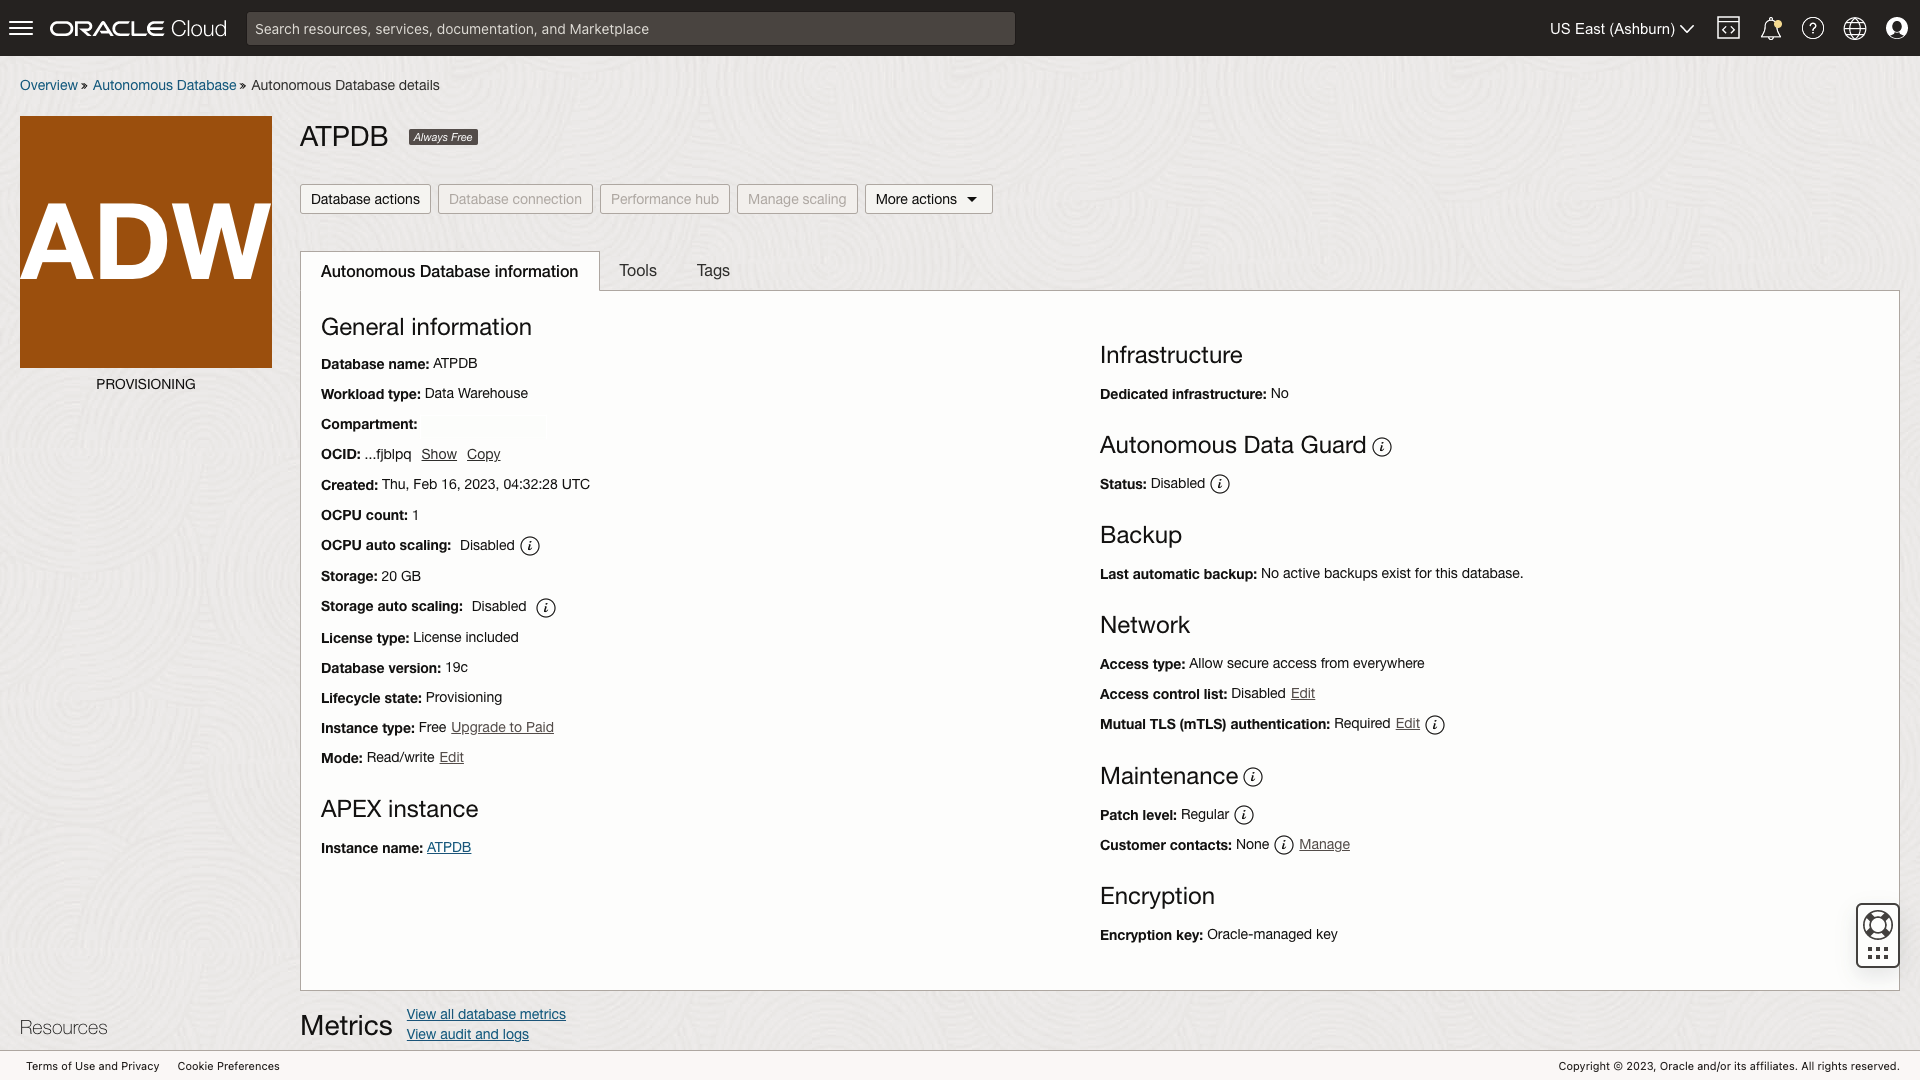 ORACLE Cloud
Search resources, services, documentation, and Marketplace
US East (Ashburn)
Overview » Autonomous Database » Autonomous Database details
ADW
PROVISIONING
ATPDB Always Free
Database actions Database connection Performance hub Manage scaling More actions
Autonomous Database information Tools Tags
General information
Database name: ATPDB
Workload type: Data Warehouse
Compartment:
OCID: ...fjblpq Show Copy
Created: Thu, Feb 16, 2023, 04:32:28 UTC
OCPU count: 1
OCPU auto scaling: Disabled
Storage: 20 GB
Storage auto scaling: Disabled
License type: License included
Database version: 19c
Lifecycle state: Provisioning
Instance type: Free Upgrade to Paid
Mode: Read/write Edit
APEX instance
Instance name: ATPDB
Infrastructure
Dedicated infrastructure: No
Autonomous Data Guard
Status: Disabled
Backup
Last automatic backup: No active backups exist for this database.
Network
Access type: Allow secure access from everywhere
Access control list: Disabled Edit
Mutual TLS (mTLS) authentication: Required Edit
Maintenance
Patch level: Regular
Customer contacts: None Manage
Encryption
Encryption key: Oracle-managed key
Resources
Metrics
View all database metrics
View audit and logs
Terms of Use and Privacy Cookie Preferences
Copyright © 2023, Oracle and/or its affiliates. All rights reserved.